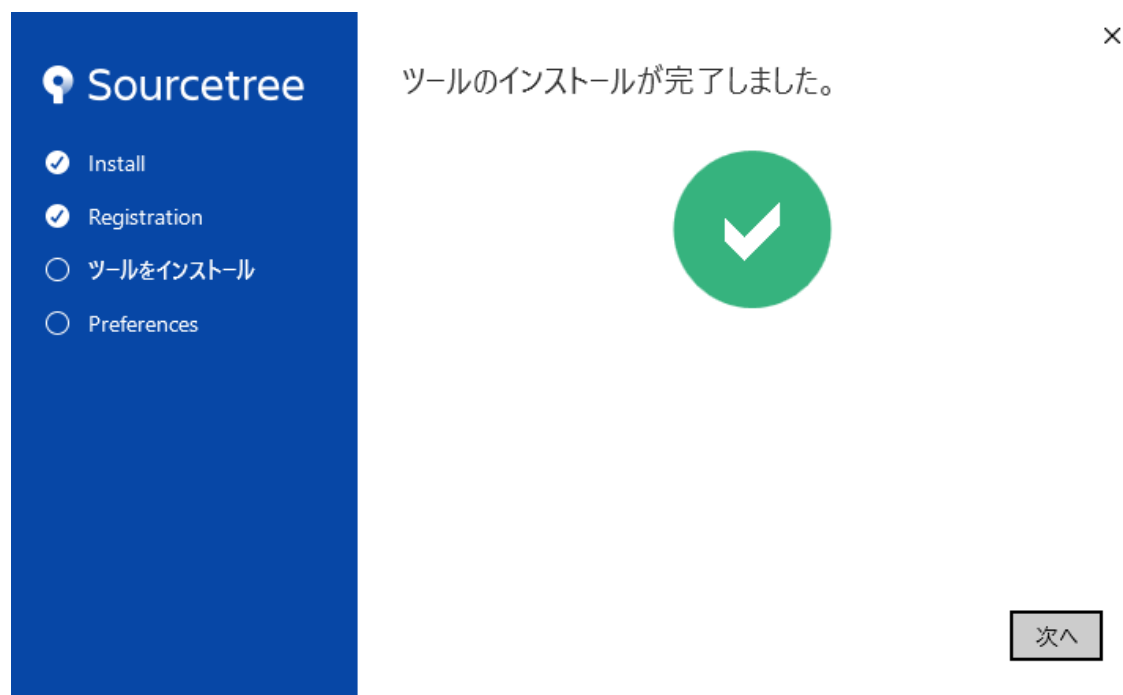 Sourcetree
Install
Registration
ツールをインストール
Preferences
ツールのインストールが完了しました。
次へ